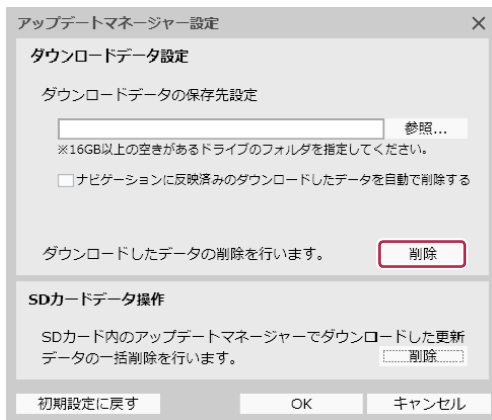 アップデートマネージャー設定
ダウンロードデータ設定
ダウンロードデータの保存先設定
参照...
※16GB以上の空きがあるドライブのフォルダを指定してください。
ナビゲーションに反映済みのダウンロードしたデータを自動で削除する
ダウンロードしたデータの削除を行います。 削除
SDカードデータ操作
SDカード内のアップデートマネージャーでダウンロードした更新
データの一括削除を行います。 削除
初期設定に戻す OK キャンセル